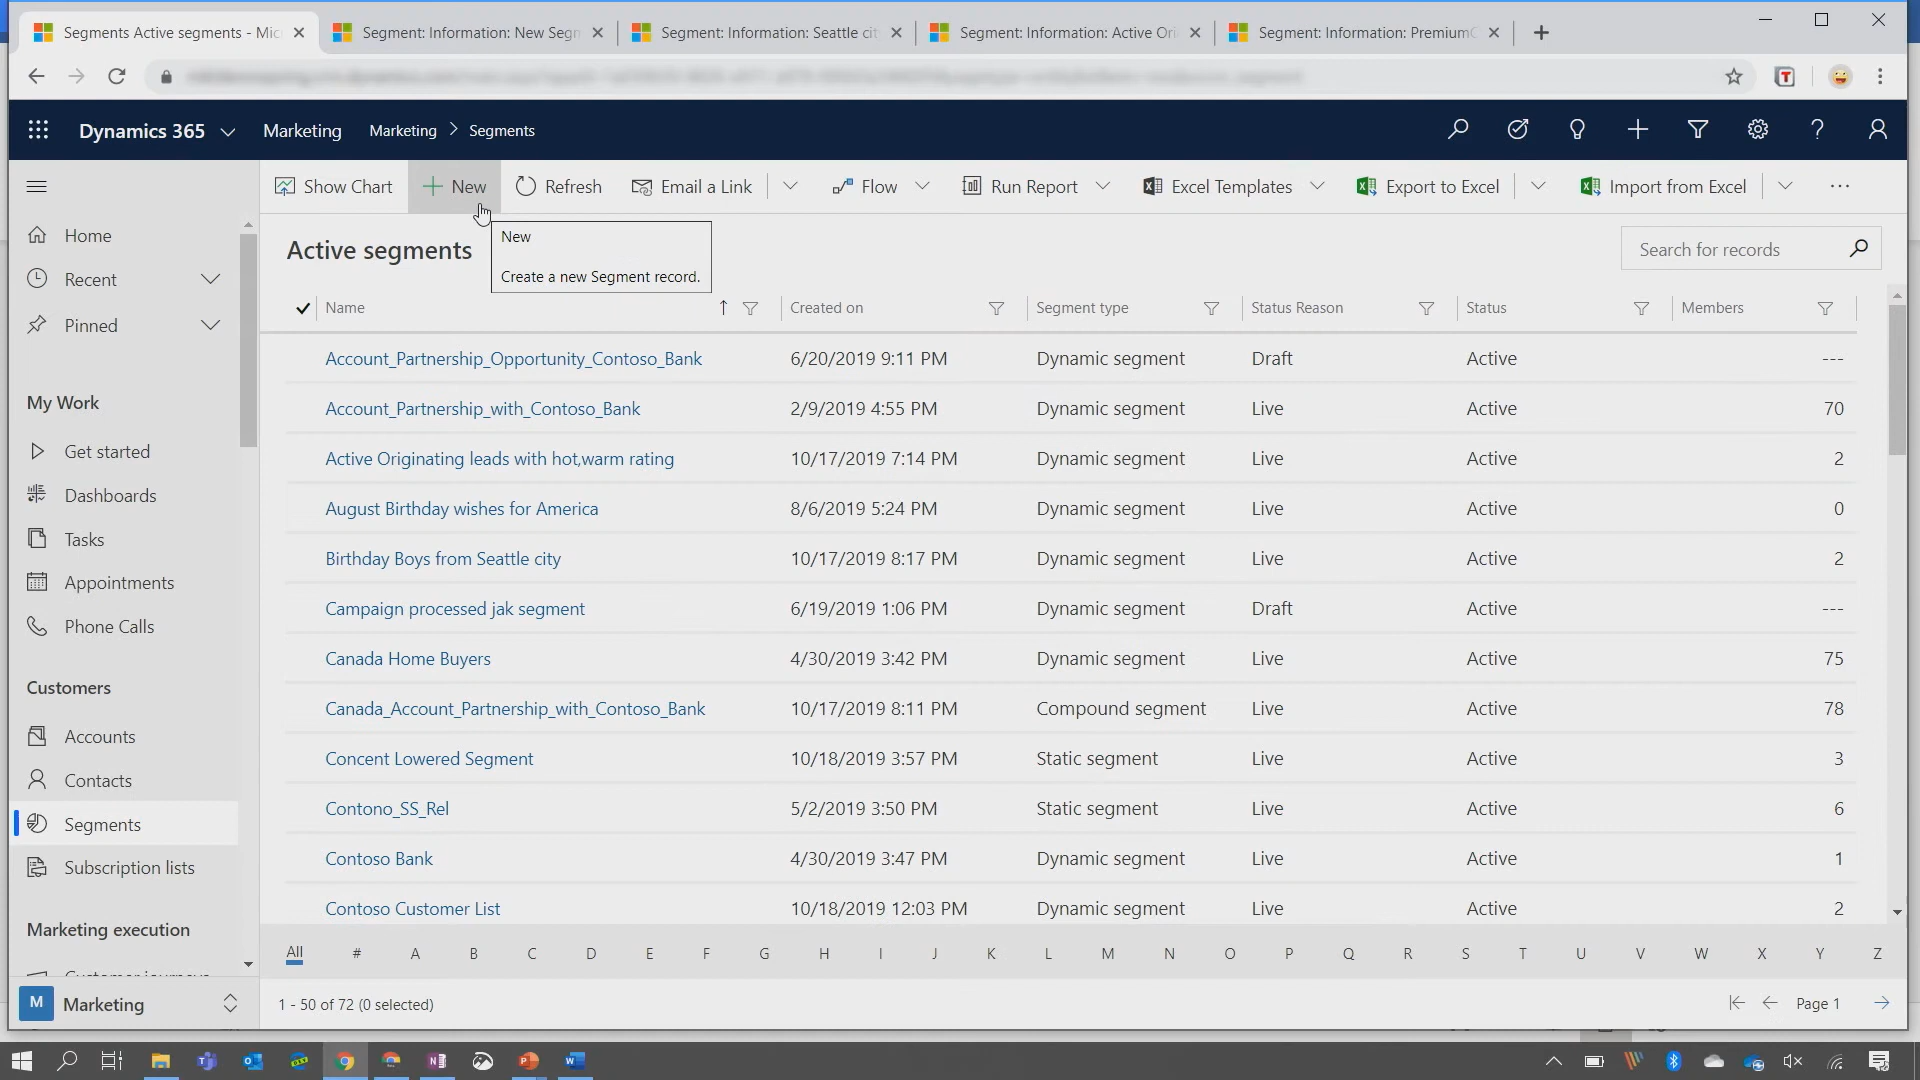 Segments Active segments - Mic
Segment: Information: New Segn
Segment: Information: Seattle cit
Segment: Information: Active Ori
Segment: Information: PremiumC
Dynamics 365
Marketing
Marketing > Segments
Show Chart
New
Refresh
Email a Link
Flow
Run Report
Excel Templates
Export to Excel
Import from Excel
Home
Recent
Pinned
My Work
Get started
Dashboards
Tasks
Appointments
Phone Calls
Customers
Accounts
Contacts
Segments
Subscription lists
Marketing execution
Customer journeys
M Marketing
Active segments
New
Create a new Segment record.
Search for records
Name Created on Segment type Status Reason Status Members
Account_Partnership_Opportunity_Contoso_Bank 6/20/2019 9:11 PM Dynamic segment Draft Active ---
Account_Partnership_with_Contoso_Bank 2/9/2019 4:55 PM Dynamic segment Live Active 70
Active Originating leads with hot,warm rating 10/17/2019 7:14 PM Dynamic segment Live Active 2
August Birthday wishes for America 8/6/2019 5:24 PM Dynamic segment Live Active 0
Birthday Boys from Seattle city 10/17/2019 8:17 PM Dynamic segment Live Active 2
Campaign processed jak segment 6/19/2019 1:06 PM Dynamic segment Draft Active ---
Canada Home Buyers 4/30/2019 3:42 PM Dynamic segment Live Active 75
Canada_Account_Partnership_with_Contoso_Bank 10/17/2019 8:11 PM Compound segment Live Active 78
Concent Lowered Segment 10/18/2019 3:57 PM Static segment Live Active 3
Contono_SS_Rel 5/2/2019 3:50 PM Static segment Live Active 6
Contoso Bank 4/30/2019 3:47 PM Dynamic segment Live Active 1
Contoso Customer List 10/18/2019 12:03 PM Dynamic segment Live Active 2
All # A B C D E F G H I J K L M N O P Q R S T U V W X Y Z
1 - 50 of 72 (0 selected)
Page 1